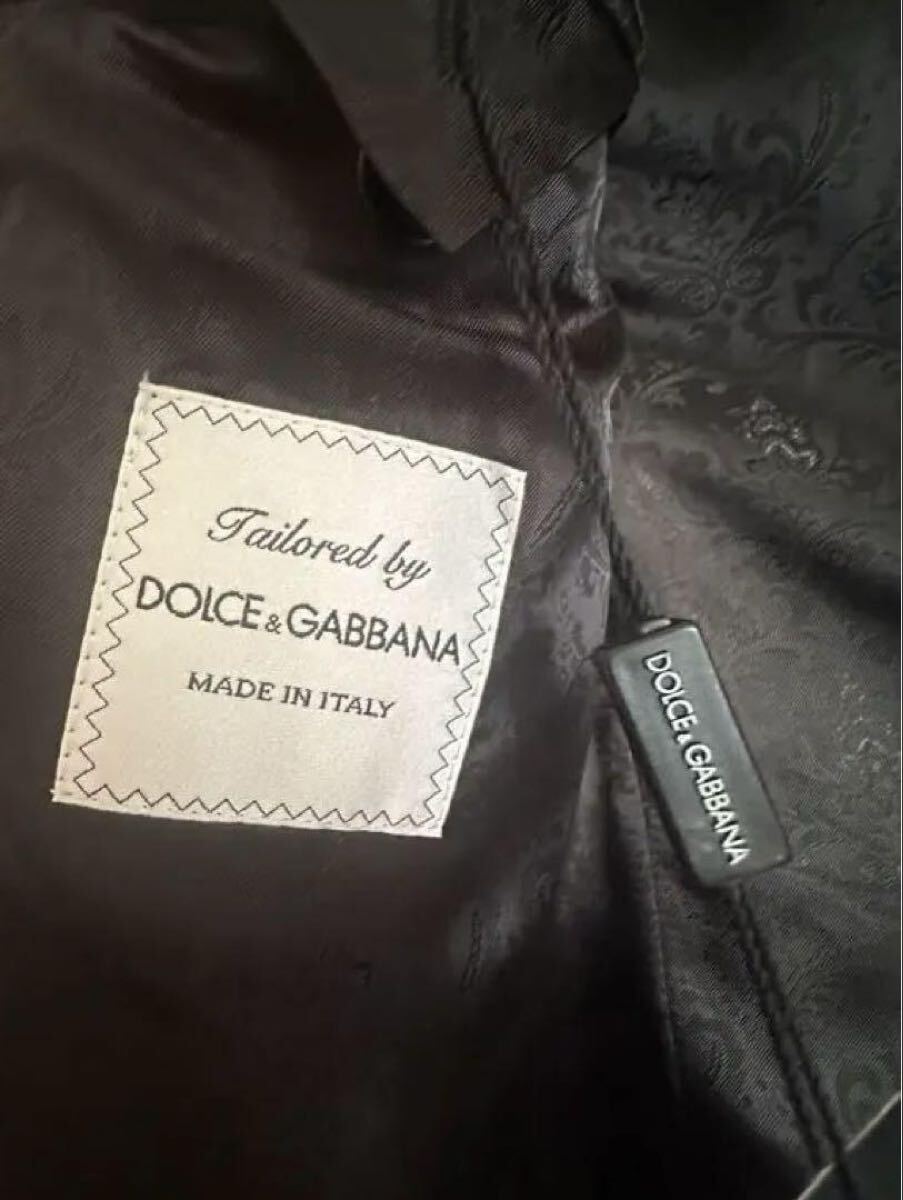 Tailored by
DOLCE & GABBANA
MADE IN ITALY
DOLCE & GABBANA